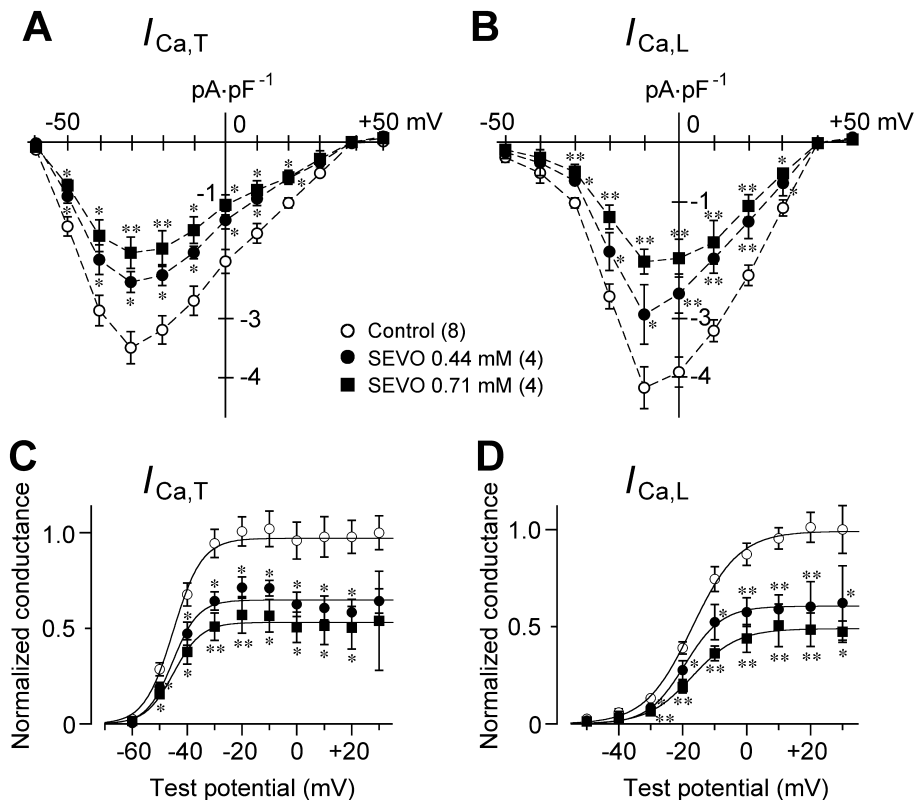 A
I Ca,T
pA·pF-1
-50
0
+50 mV
-1
-3
-4
B
I Ca,L
pA·pF-1
-50
0
+50 mV
-1
-3
-4
Control (8)
SEVO 0.44 mM (4)
SEVO 0.71 mM (4)
C
I Ca,T
Normalized conductance
1.0
0.5
0
-60 -40 -20 0 +20
Test potential (mV)
D
I Ca,L
Normalized conductance
1.0
0.5
0
-40 -20 0 +20
Test potential (mV)